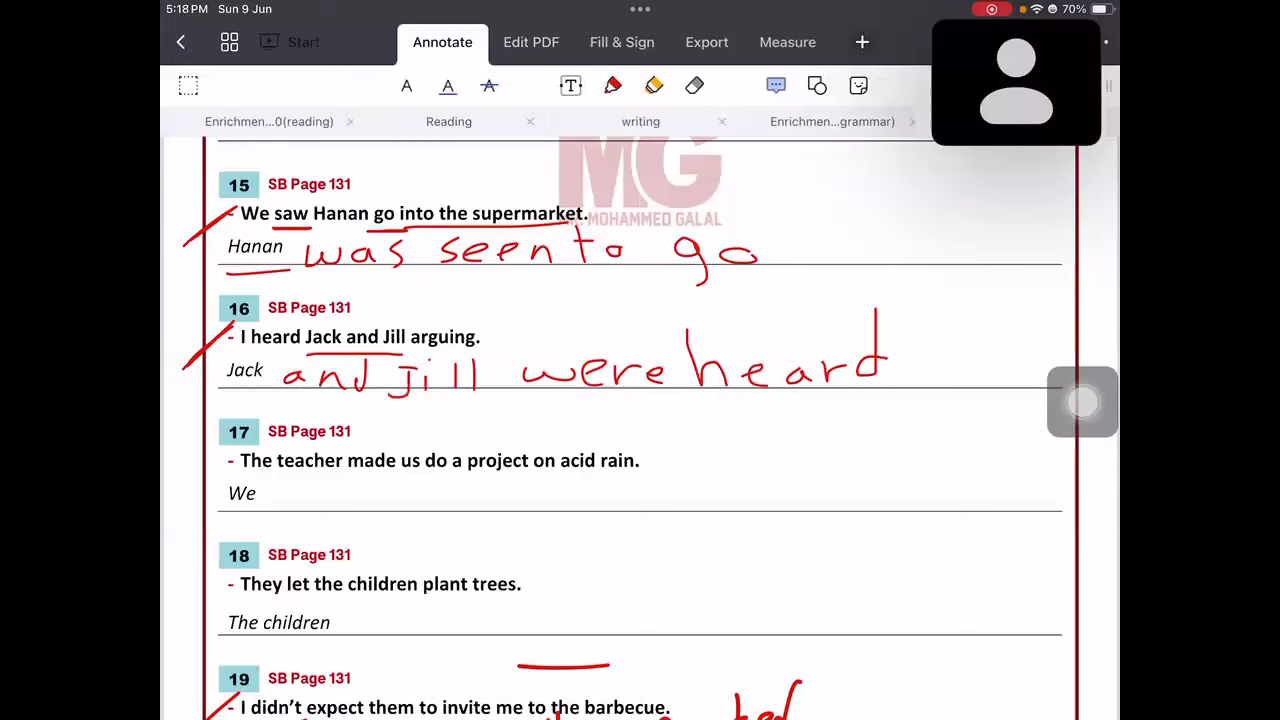 5:18 PM Sun 9 Jun 70%
Start Annotate Edit PDF Fill & Sign Export Measure
A A A T
Enrichmen...0(reading) Reading writing Enrichmen...grammar)
MG
MOHAMMED GALAL
15 SB Page 131
- We saw Hanan go into the supermarket.
Hanan was seen to go
16 SB Page 131
- I heard Jack and Jill arguing.
Jack and Jill were heard
17 SB Page 131
- The teacher made us do a project on acid rain.
We
18 SB Page 131
- They let the children plant trees.
The children
19 SB Page 131
- I didn't expect them to invite me to the barbecue.